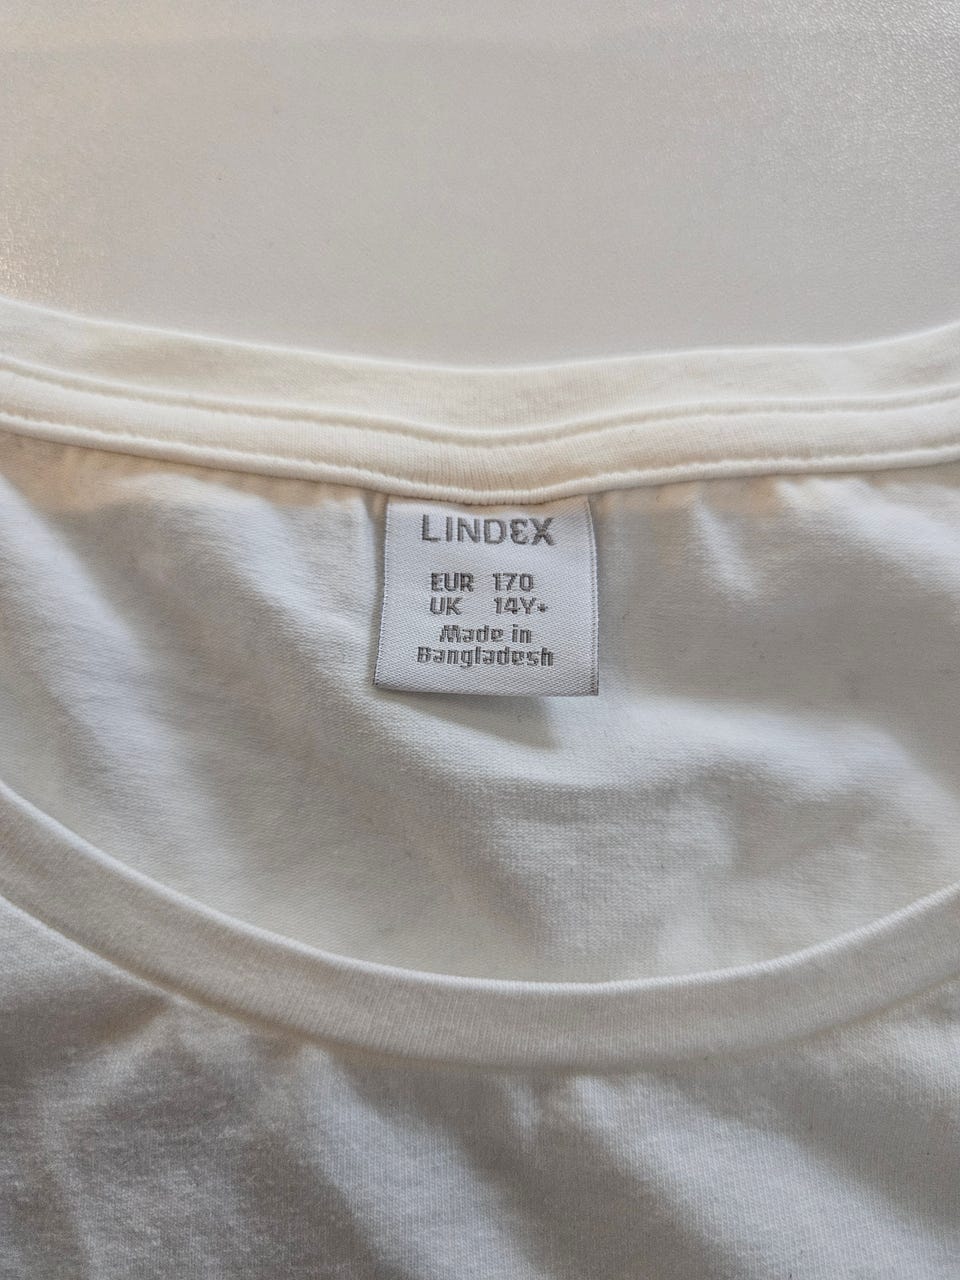 LINDEX
EUR 170
UK 14Y+
Made in
Bangladesh